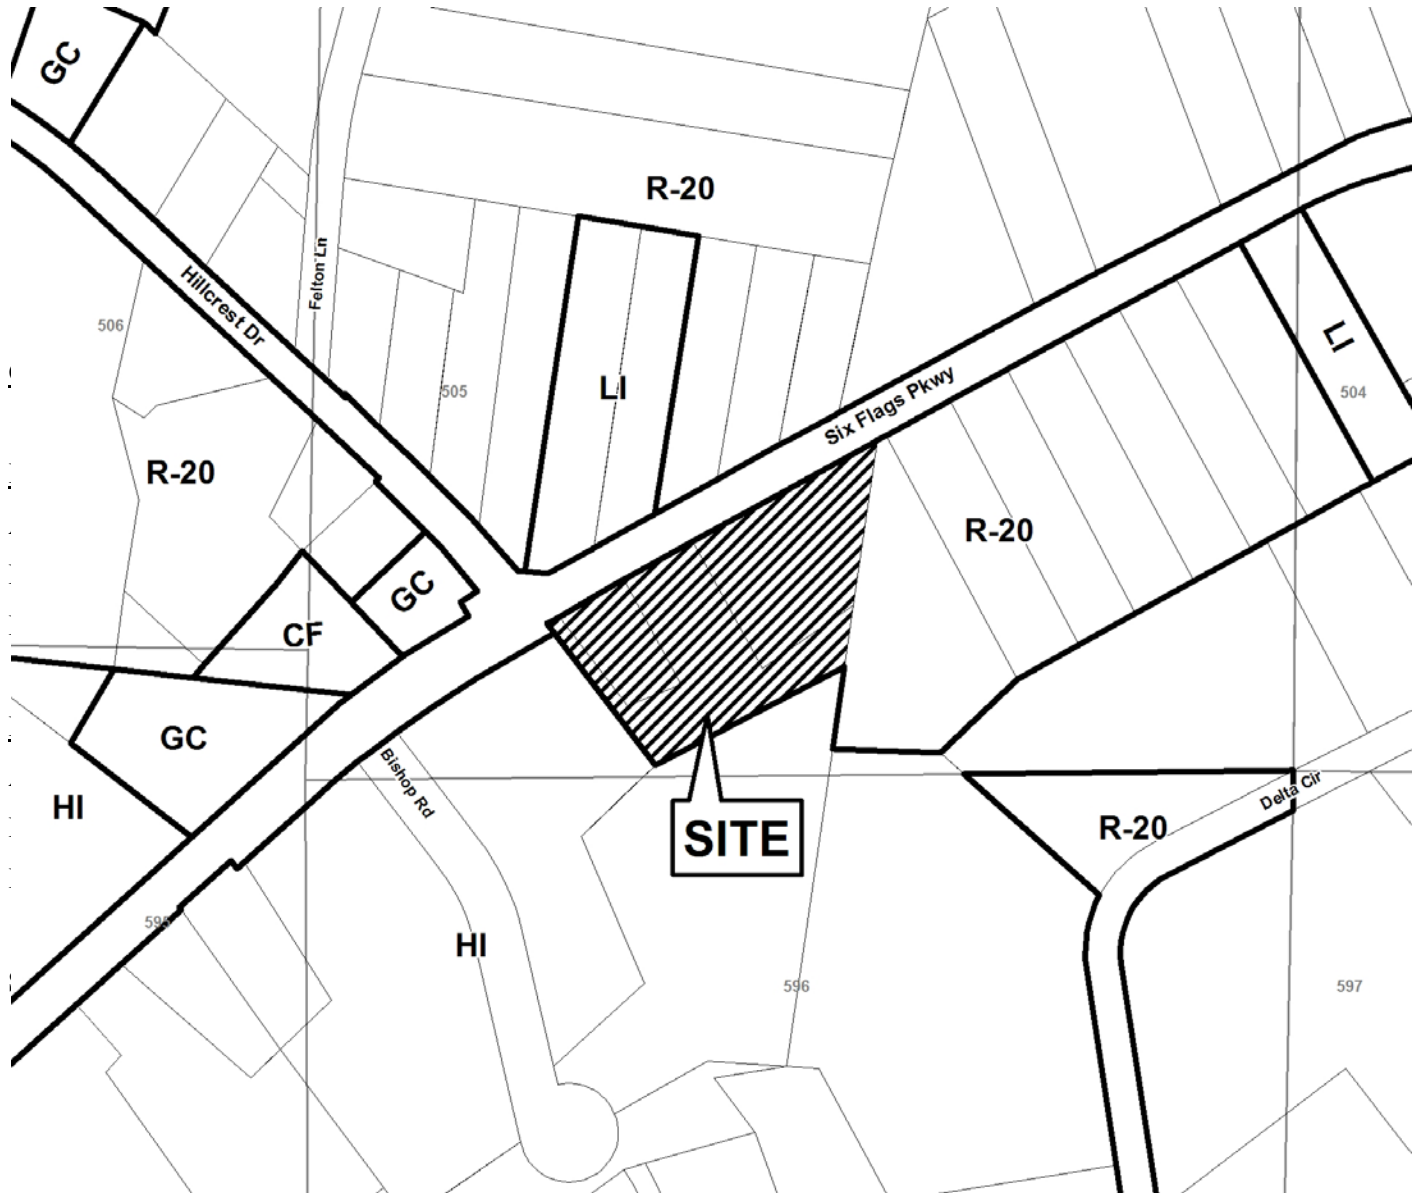 GC
R-20
Felton Ln
Hillcrest Dr
506
LI
505
LI
504
Six Flags Pkwy
R-20
R-20
GC
CF
GC
Bishop Rd
HI
SITE
Delta Cir
R-20
595
HI
596
597